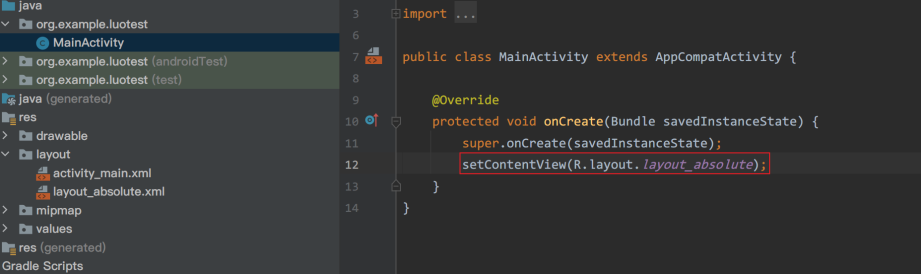 java
org.example.luotest
MainActivity
org.example.luotest (androidTest)
org.example.luotest (test)
java (generated)
res
drawable
layout
activity_main.xml
layout_absolute.xml
mipmap
values
res (generated)
Gradle Scripts
3 import ...
6
7 public class MainActivity extends AppCompatActivity {
8
9 @Override
10 protected void onCreate(Bundle savedInstanceState) {
11 super.onCreate(savedInstanceState);
12 setContentView(R.layout.layout_absolute);
13 }
14 }